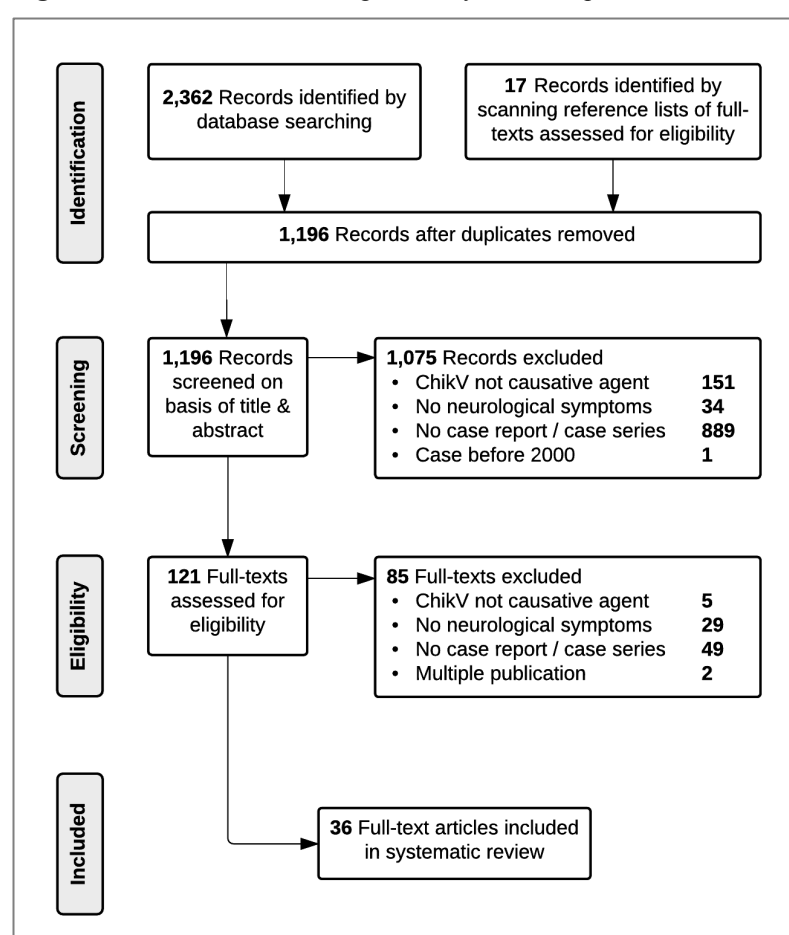 Identification
2,362 Records identified by
database searching
17 Records identified by
scanning reference lists of full-
texts assessed for eligibility
1,196 Records after duplicates removed
Screening
1,196 Records
screened on
basis of title &
abstract
1,075 Records excluded
• ChikV not causative agent 151
• No neurological symptoms 34
• No case report / case series 889
• Case before 2000 1
Eligibility
121 Full-texts
assessed for
eligibility
85 Full-texts excluded
• ChikV not causative agent 5
• No neurological symptoms 29
• No case report / case series 49
• Multiple publication 2
Included
36 Full-text articles included
in systematic review